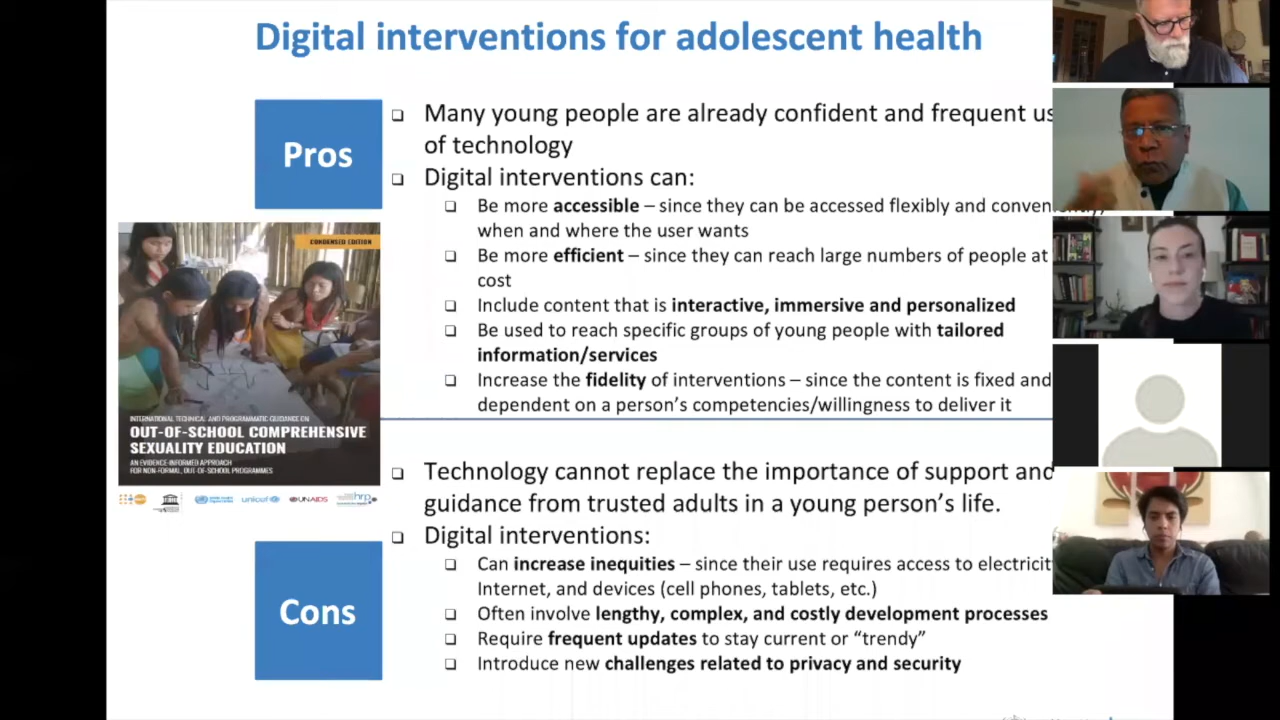 Digital interventions for adolescent health
Pros
Many young people are already confident and frequent us
of technology
Digital interventions can:
Be more accessible – since they can be accessed flexibly and conven
when and where the user wants
Be more efficient – since they can reach large numbers of people at
cost
Include content that is interactive, immersive and personalized
Be used to reach specific groups of young people with tailored
information/services
Increase the fidelity of interventions – since the content is fixed and
dependent on a person's competencies/willingness to deliver it
CONDENSED EDITION
INTERNATIONAL TECHNICAL AND PROGRAMMATIC GUIDANCE ON
OUT-OF-SCHOOL COMPREHENSIVE
SEXUALITY EDUCATION
AN EVIDENCE-INFORMED APPROACH
FOR NON-FORMAL, OUT-OF-SCHOOL PROGRAMMES
unicef
UNAIDS
hrp
Cons
Technology cannot replace the importance of support and
guidance from trusted adults in a young person's life.
Digital interventions:
Can increase inequities – since their use requires access to electricit
Internet, and devices (cell phones, tablets, etc.)
Often involve lengthy, complex, and costly development processes
Require frequent updates to stay current or "trendy"
Introduce new challenges related to privacy and security